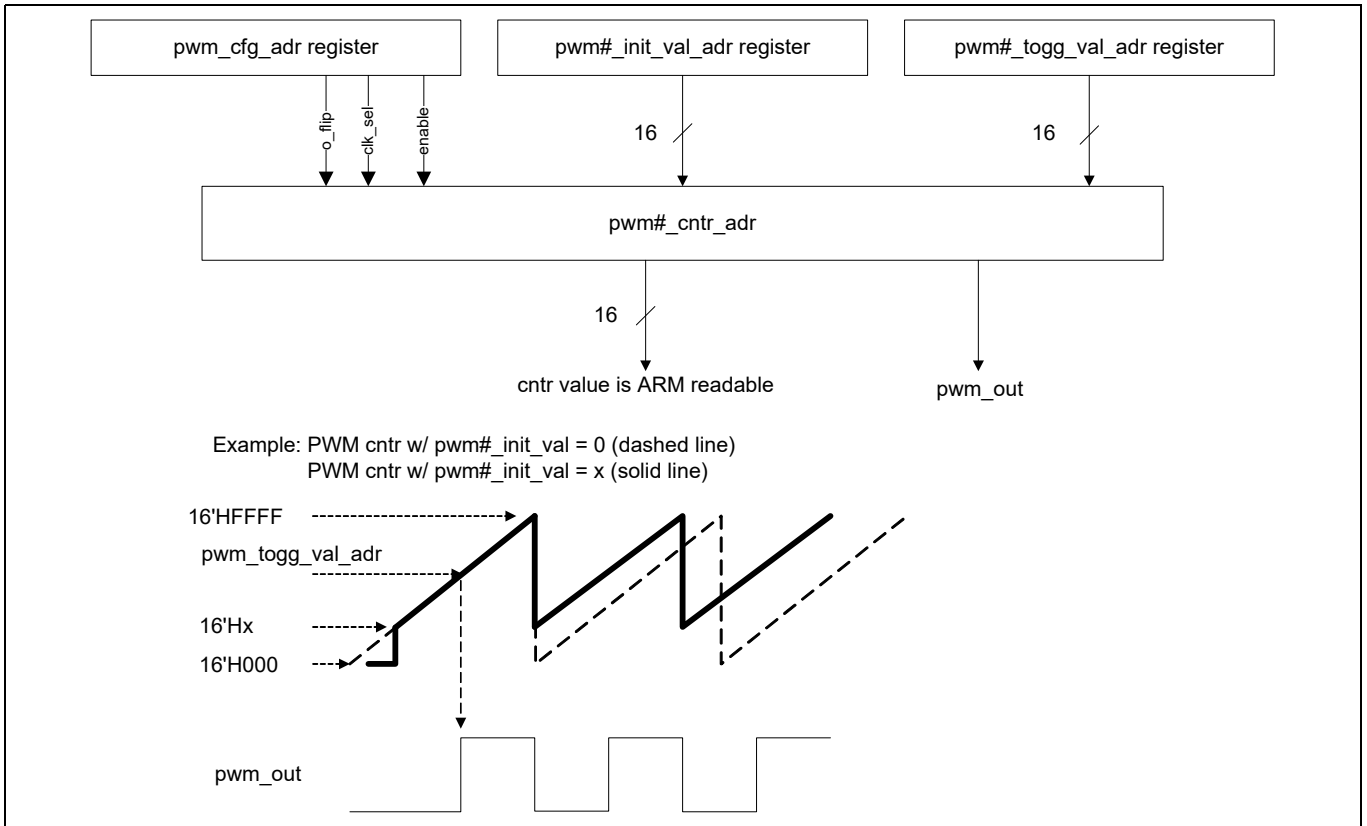 pwm_cfg_adr register
pwm#_init_val_adr register
pwm#_togg_val_adr register
o_flip
clk_sel
enable
16
16
pwm#_cntr_adr
16
cntr value is ARM readable
pwm_out
Example: PWM cntr w/ pwm#_init_val = 0 (dashed line)
PWM cntr w/ pwm#_init_val = x (solid line)
16'HFFFF
pwm_togg_val_adr
16'Hx
16'H000
pwm_out